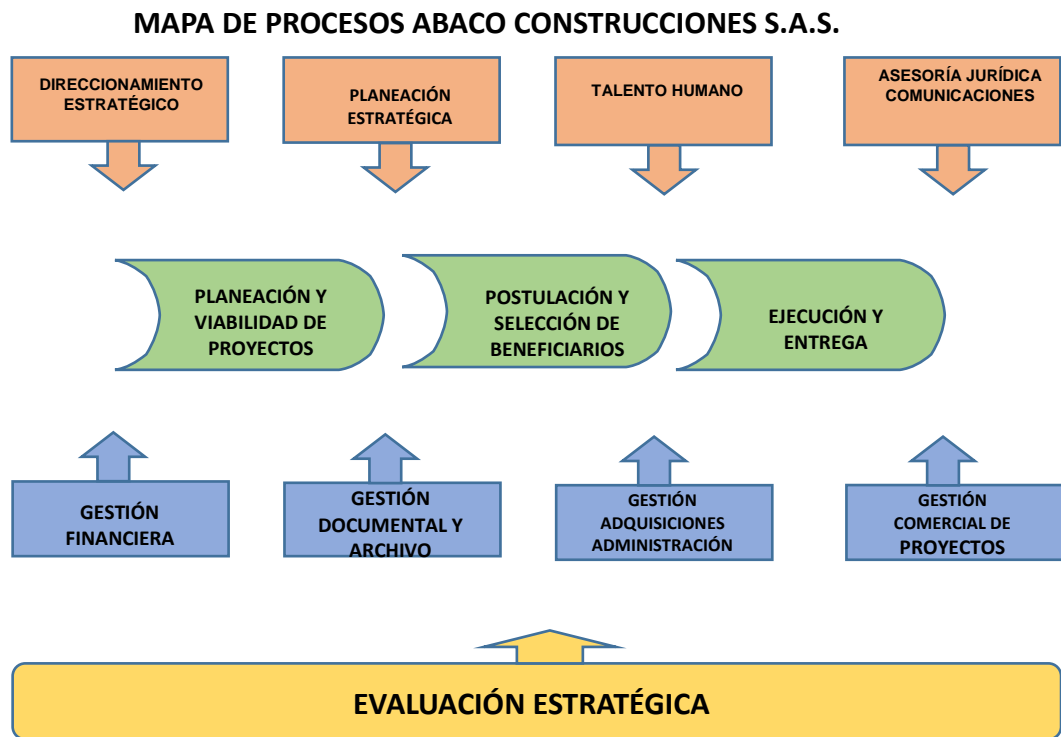 MAPA DE PROCESOS ABACO CONSTRUCCIONES S.A.S.
DIRECCIONAMIENTO
ESTRATÉGICO
PLANEACIÓN
ESTRATÉGICA
TALENTO HUMANO
ASESORÍA JURÍDICA
COMUNICACIONES
PLANEACIÓN Y
VIABILIDAD DE
PROYECTOS
POSTULACIÓN Y
SELECCIÓN DE
BENEFICIARIOS
EJECUCIÓN Y
ENTREGA
GESTIÓN
FINANCIERA
GESTIÓN
DOCUMENTAL Y
ARCHIVO
GESTIÓN
ADQUISICIONES
ADMINISTRACIÓN
GESTIÓN
COMERCIAL DE
PROYECTOS
EVALUACIÓN ESTRATÉGICA